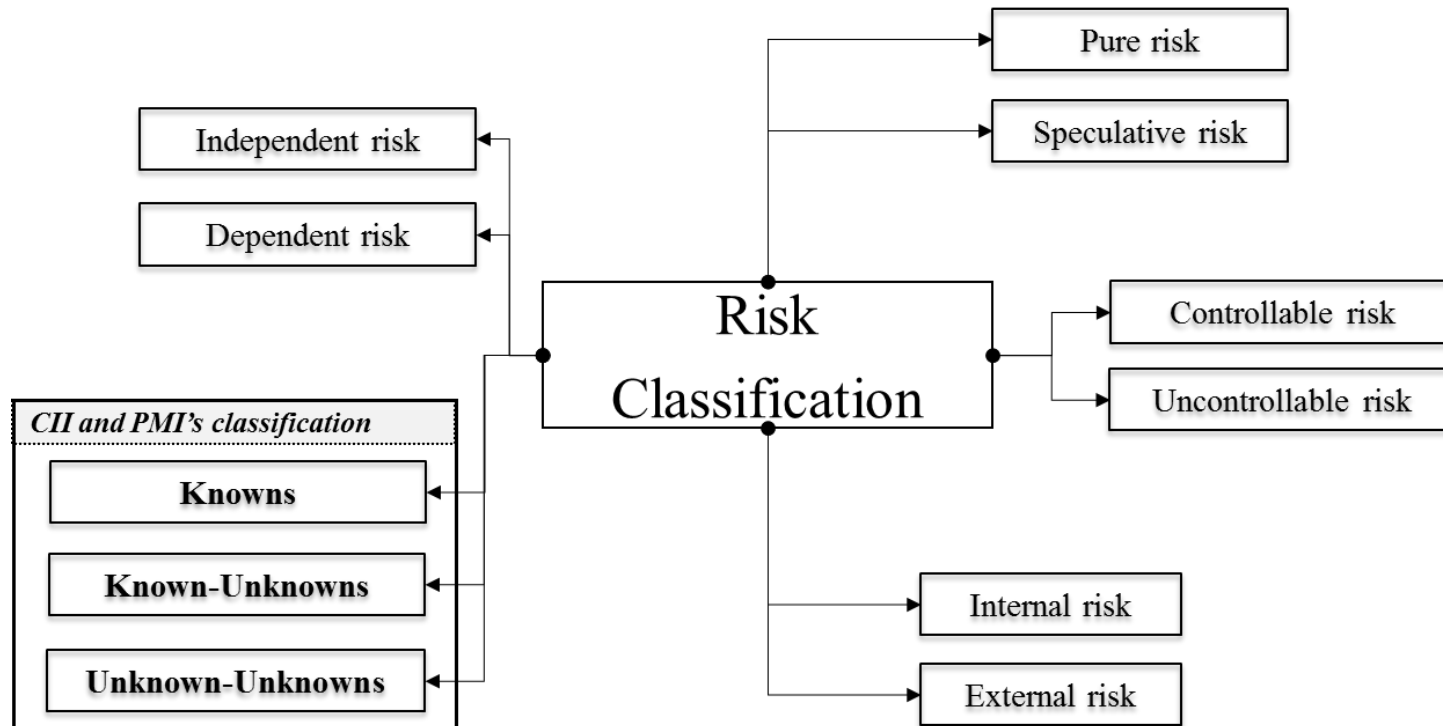 Pure risk
Speculative risk
Independent risk
Dependent risk
Risk
Classification
Controllable risk
Uncontrollable risk
CII and PMI’s classification
Knowns
Known-Unknowns
Unknown-Unknowns
Internal risk
External risk